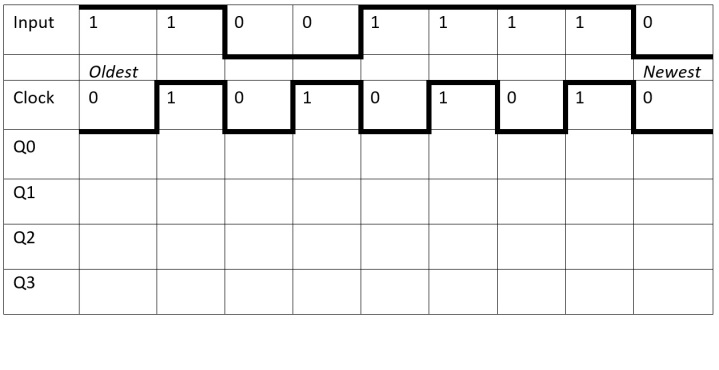 Input 1 1 0 0 1 1 1 1 0
Oldest Newest
Clock 0 1 0 1 0 1 0 1 0
Q0
Q1
Q2
Q3